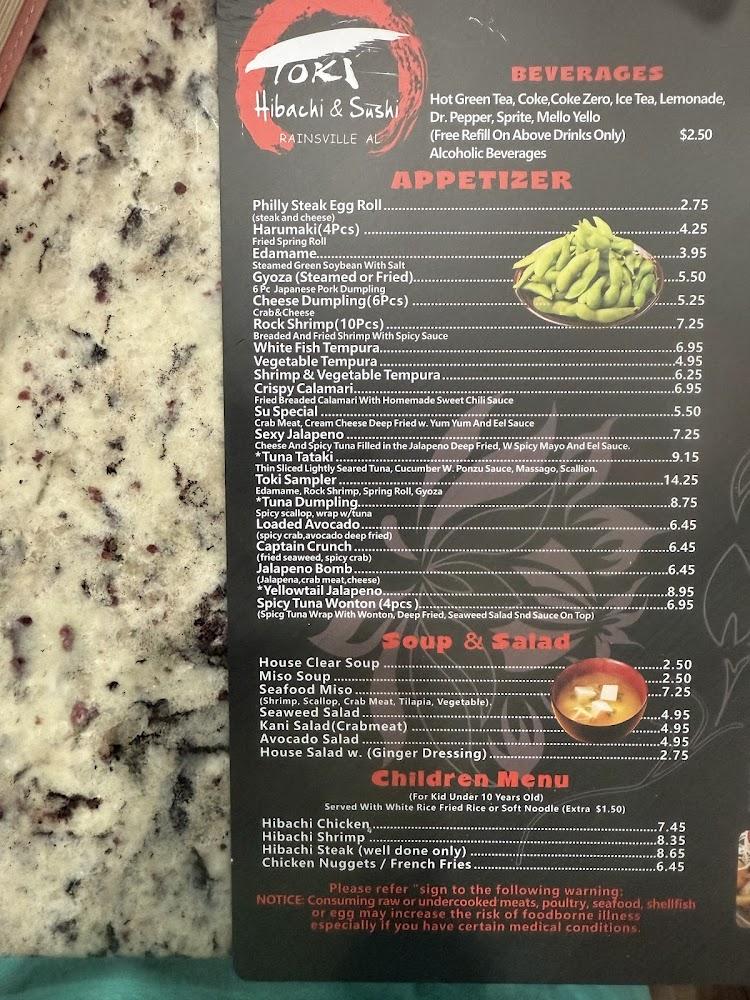 TOKI
Hibachi & Sushi
RAINSVILLE AL
BEVERAGES
Hot Green Tea, Coke,Coke Zero, Ice Tea, Lemonade,
Dr. Pepper, Sprite, Mello Yello
(Free Refill On Above Drinks Only) $2.50
Alcoholic Beverages
APPETIZER
Philly Steak Egg Roll 2.75
(steak and cheese)
Harumaki(4Pcs) 4.25
Fried Spring Roll
Edamame 3.95
Steamed Green Soybean With Salt
Gyoza (Steamed or Fried) 5.50
6 Pc Japanese Pork Dumpling
Cheese Dumpling(6Pcs) 5.25
Crab&Cheese
Rock Shrimp(10Pcs) 7.25
Breaded And Fried Shrimp With Spicy Sauce
White Fish Tempura 6.95
Vegetable Tempura 4.95
Shrimp & Vegetable Tempura 6.25
Crispy Calamari 6.95
Fried Breaded Calamari With Homemade Sweet Chili Sauce
Su Special 5.50
Crab Meat, Cream Cheese Deep Fried w. Yum Yum And Eel Sauce
Sexy Jalapeno 7.25
Cheese And Spicy Tuna Filled in the Jalapeno Deep Fried, W Spicy Mayo And Eel Sauce.
*Tuna Tataki 9.15
Thin Sliced Lightly Seared Tuna, Cucumber W. Ponzu Sauce, Massago, Scallion.
Toki Sampler 14.25
Edamame, Rock Shrimp, Spring Roll, Gyoza
*Tuna Dumpling 8.75
Spicy scallop, wrap w/tuna
Loaded Avocado 6.45
(spicy crab,avocado deep fried)
Captain Crunch 6.45
(fried seaweed, spicy crab)
Jalapeno Bomb 6.45
(Jalapena,crab meat,cheese)
*Yellowtail Jalapeno 8.95
Spicy Tuna Wonton (4pcs) 6.95
(Spicg Tuna Wrap With Wonton, Deep Fried, Seaweed Salad Snd Sauce On Top)
Soup & Salad
House Clear Soup 2.50
Miso Soup 2.50
Seafood Miso 7.25
(Shrimp, Scallop, Crab Meat, Tilapia, Vegetable).
Seaweed Salad 4.95
Kani Salad(Crabmeat) 4.95
Avocado Salad 4.95
House Salad w. (Ginger Dressing) 2.75
Children Menu
(For Kid Under 10 Years Old)
Served With White Rice Fried Rice or Soft Noodle (Extra $1.50)
Hibachi Chicken 7.45
Hibachi Shrimp 8.35
Hibachi Steak (well done only) 8.65
Chicken Nuggets / French Fries 6.45
Please refer "sign to the following warning:
NOTICE: Consuming raw or undercooked meats, poultry, seafood, shellfish
or egg may increase the risk of foodborne illness
especially if you have certain medical conditions.